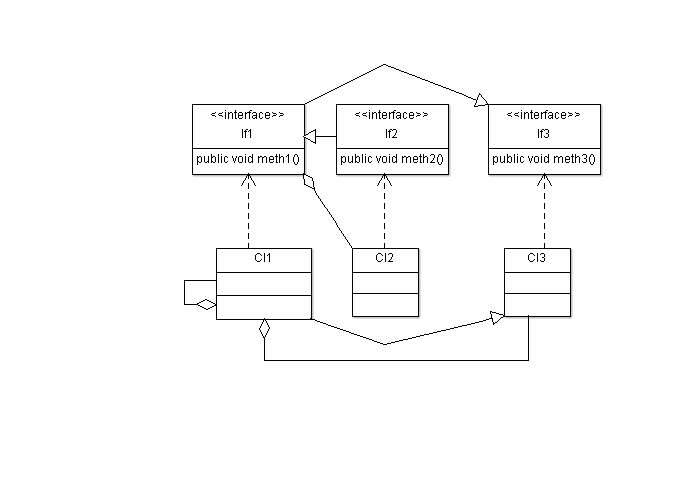 <<interface>>
If1
public void meth1()
<<interface>>
If2
public void meth2()
<<interface>>
If3
public void meth3()
Cl1
Cl2
Cl3